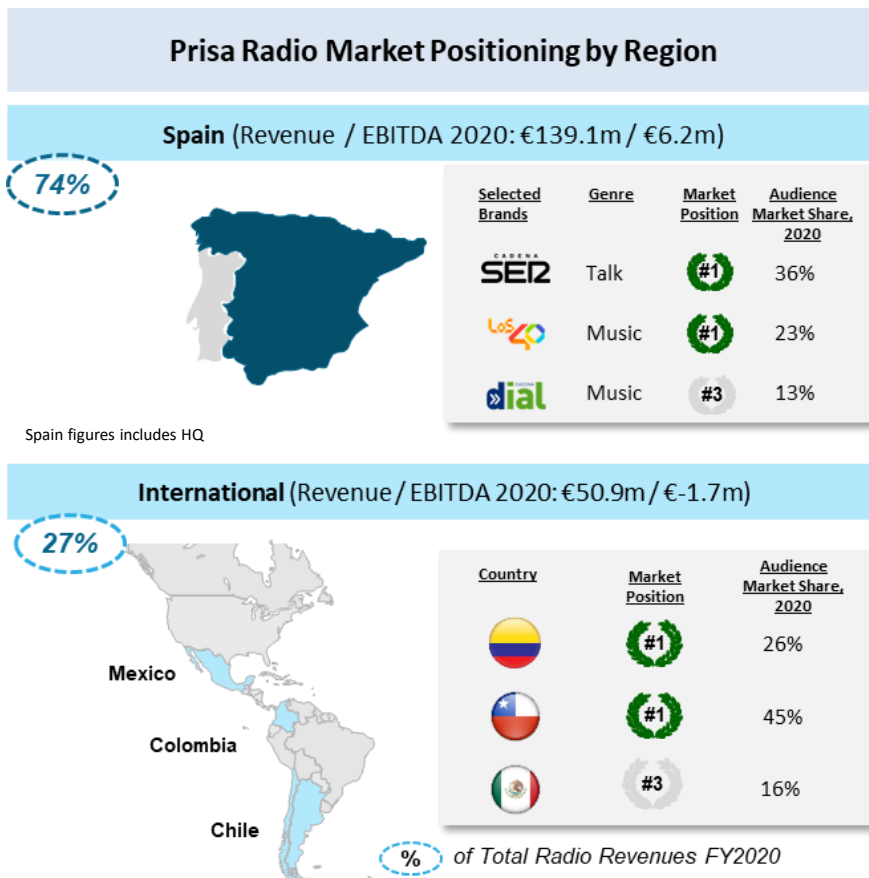 Prisa Radio Market Positioning by Region
Spain (Revenue / EBITDA 2020: €139.1m / €6.2m)
74%
Selected Brands Genre Market Position Audience Market Share, 2020
CADENA SER Talk #1 36%
LOS 40 Music #1 23%
CADENA dial Music #3 13%
Spain figures includes HQ
International (Revenue / EBITDA 2020: €50.9m / €-1.7m)
27%
Country Market Position Audience Market Share, 2020
#1 26%
#1 45%
#3 16%
Mexico
Colombia
Chile
% of Total Radio Revenues FY2020